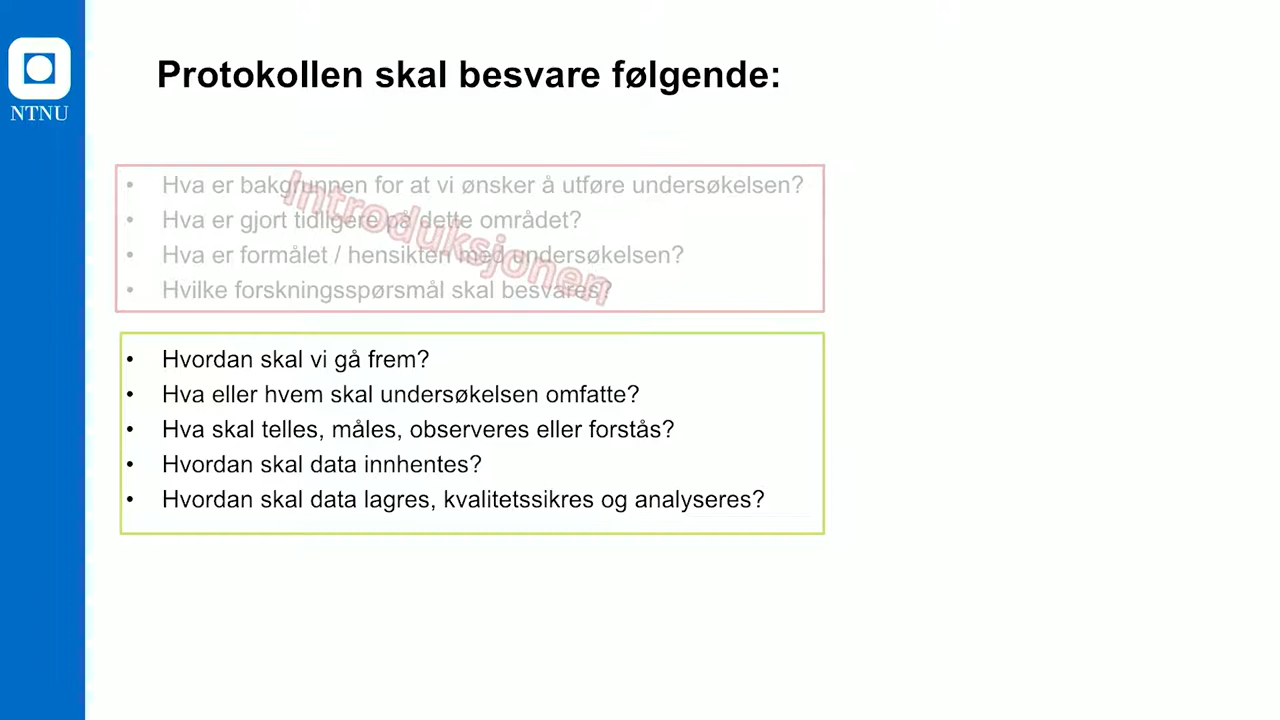 NTNU
Protokollen skal besvare følgende:
• Hva er bakgrunnen for at vi ønsker å utføre undersøkelsen?
• Hva er gjort tidligere på dette området?
• Hva er formålet / hensikten med undersøkelsen?
• Hvilke forskningsspørsmål skal besvares?
Introduksjonen
• Hvordan skal vi gå frem?
• Hva eller hvem skal undersøkelsen omfatte?
• Hva skal telles, måles, observeres eller forstås?
• Hvordan skal data innhentes?
• Hvordan skal data lagres, kvalitetssikres og analyseres?